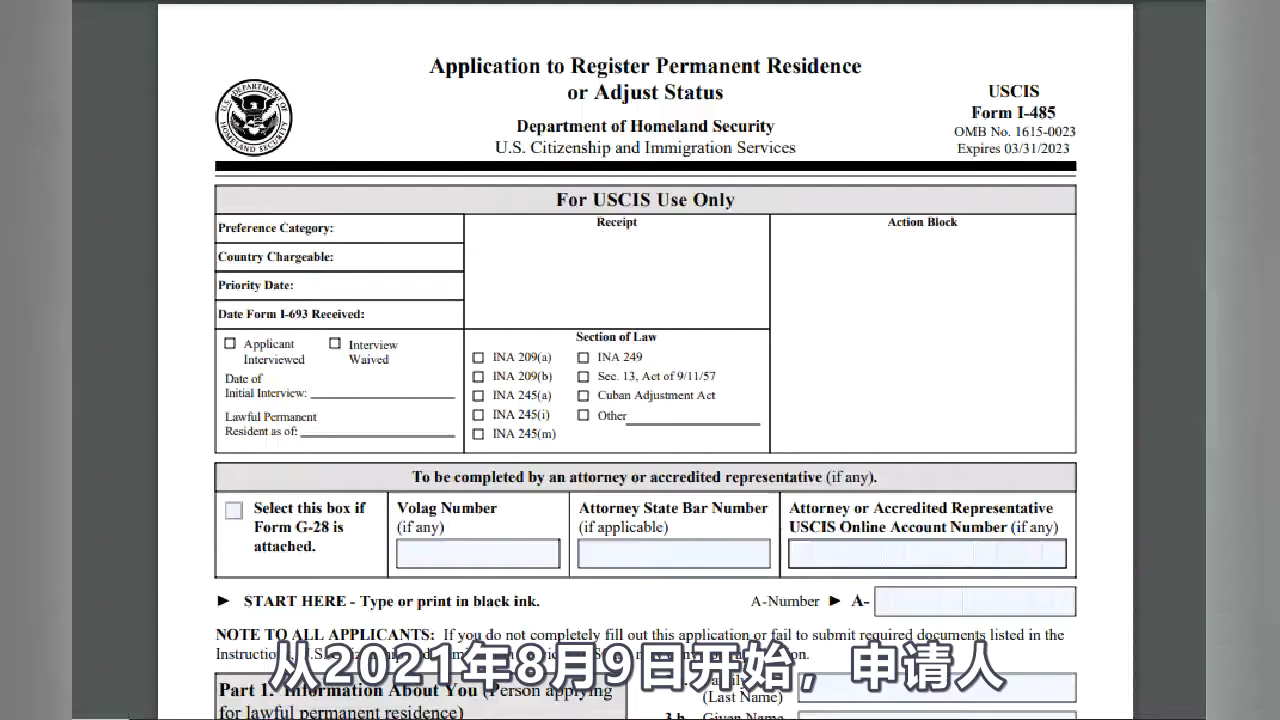 Application to Register Permanent Residence
or Adjust Status
Department of Homeland Security
U.S. Citizenship and Immigration Services
U.S. DEPARTMENT OF HOMELAND SECURITY
USCIS
Form I-485
OMB No. 1615-0023
Expires 03/31/2023
For USCIS Use Only
Preference Category:
Country Chargeable:
Priority Date:
Date Form I-693 Received:
Applicant
Interviewed
Interview
Waived
Date of
Initial Interview:
Lawful Permanent
Resident as of:
Receipt
Section of Law
INA 209(a)
INA 209(b)
INA 245(a)
INA 245(i)
INA 245(m)
INA 249
Sec. 13, Act of 9/11/57
Cuban Adjustment Act
Other
Action Block
To be completed by an attorney or accredited representative (if any).
Select this box if
Form G-28 is
attached.
Volag Number
(if any)
Attorney State Bar Number
(if applicable)
Attorney or Accredited Representative
USCIS Online Account Number (if any)
► START HERE - Type or print in black ink.
A-Number ► A-
NOTE TO ALL APPLICANTS: If you do not completely fill out this application or fail to submit required documents listed in the
从2021年8月9日开始，申请人
Part 1. Information About You (Person applying
for lawful permanent residence)
(Last Name)